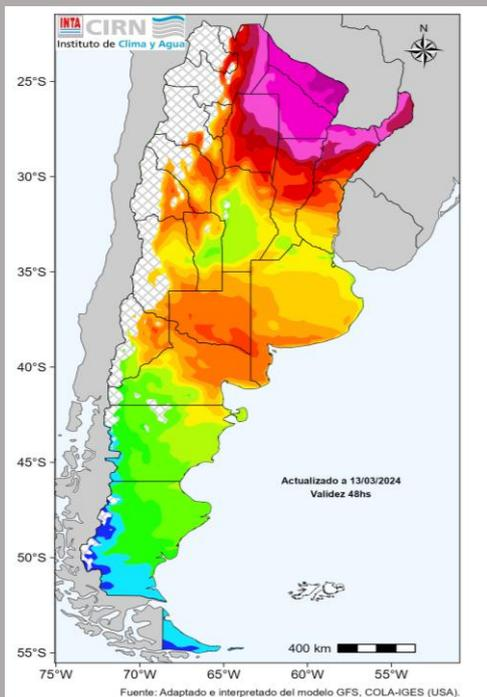 INTA
CIRN
Instituto de Clima y Agua
N
25°S
30°S
35°S
40°S
45°S
50°S
55°S
Actualizado a 13/03/2024
Validez 48hs
400 km
75°W
70°W
65°W
60°W
55°W
Fuente: Adaptado e interpretado del modelo GFS, COLA-IGES (USA).